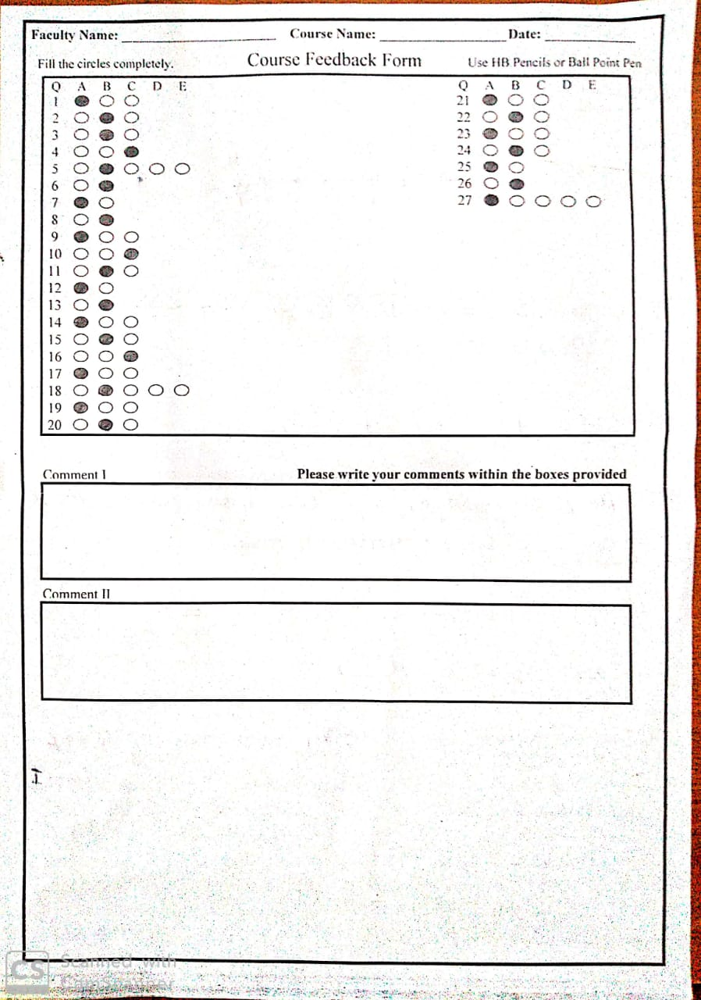 Faculty Name: ____________ Course Name: ____________ Date: ____________
Fill the circles completely. Course Feedback Form Use HB Pencils or Ball Point Pen
Q A B C D E Q A B C D E
1 21
2 22
3 23
4 24
5 25
6 26
7 27
8
9
10
11
12
13
14
15
16
17
18
19
20
Comment I Please write your comments within the boxes provided
Comment II
CS Scanned with
CamScanner